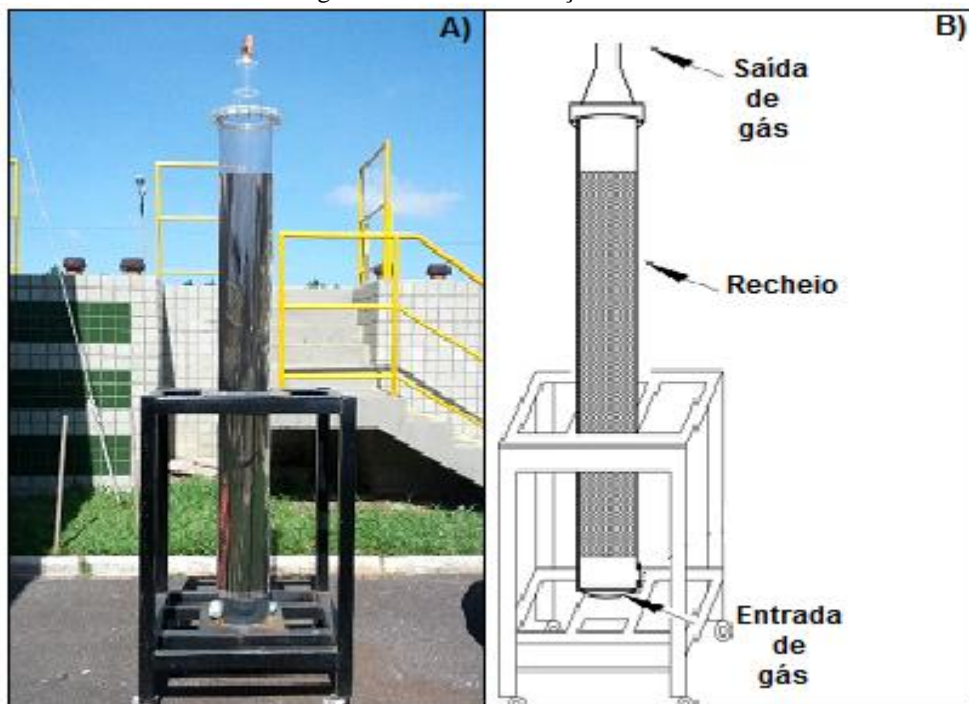 A)
B)
Saída
de
gás
Recheio
Entrada
de
gás